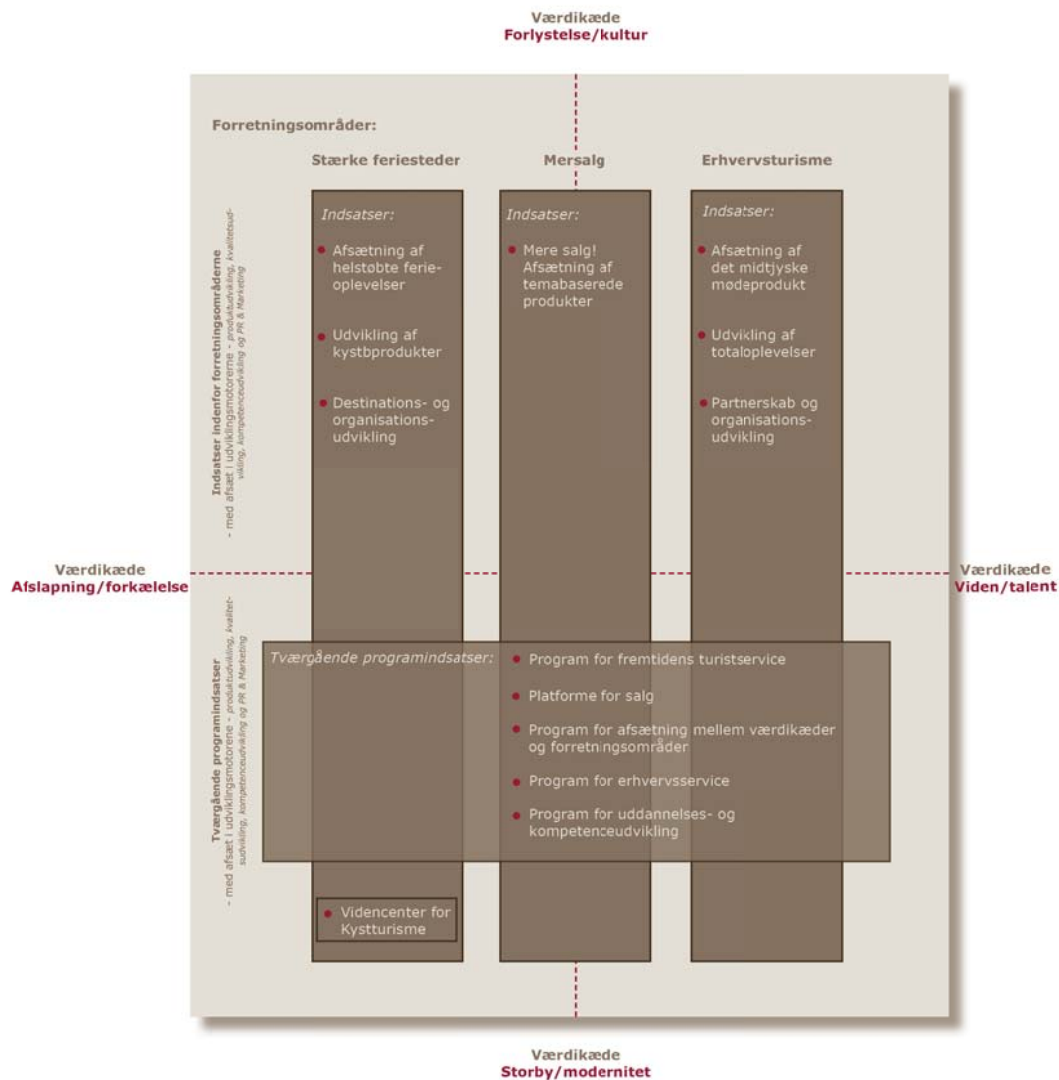 Værdikæde
Forlystelse/kultur
Forretningsområder:
Stærke feriesteder
Mersalg
Erhvervsturisme
Indsatser indenfor forretningsområderne
- med afsæt i udviklingsmotorerne - produktudvikling, kvalitetsud-
vikling, kompetenceudvikling og PR & Marketing
Indsatser:
Afsætning af
helstøbte ferie-
oplevelser
Udvikling af
kystbprodukter
Destinations- og
organisations-
udvikling
Indsatser:
Mere salg!
Afsætning af
temabaserede
produkter
Indsatser:
Afsætning af
det midtjyske
mødeprodukt
Udvikling af
totaloplevelser
Partnerskab og
organisations-
udvikling
Værdikæde
Afslapning/forkælelse
Værdikæde
Viden/talent
Tværgående programindsatser
- med afsæt i udviklingsmotorene - produktudvikling, kvalitet-
sudvikling, kompetenceudvikling og PR & Marketing
Tværgående programindsatser:
Program for fremtidens turistservice
Platforme for salg
Program for afsætning mellem værdikæder
og forretningsområder
Program for erhvervsservice
Program for uddannelses- og
kompetenceudvikling
Videncenter for
Kystturisme
Værdikæde
Storby/modernitet